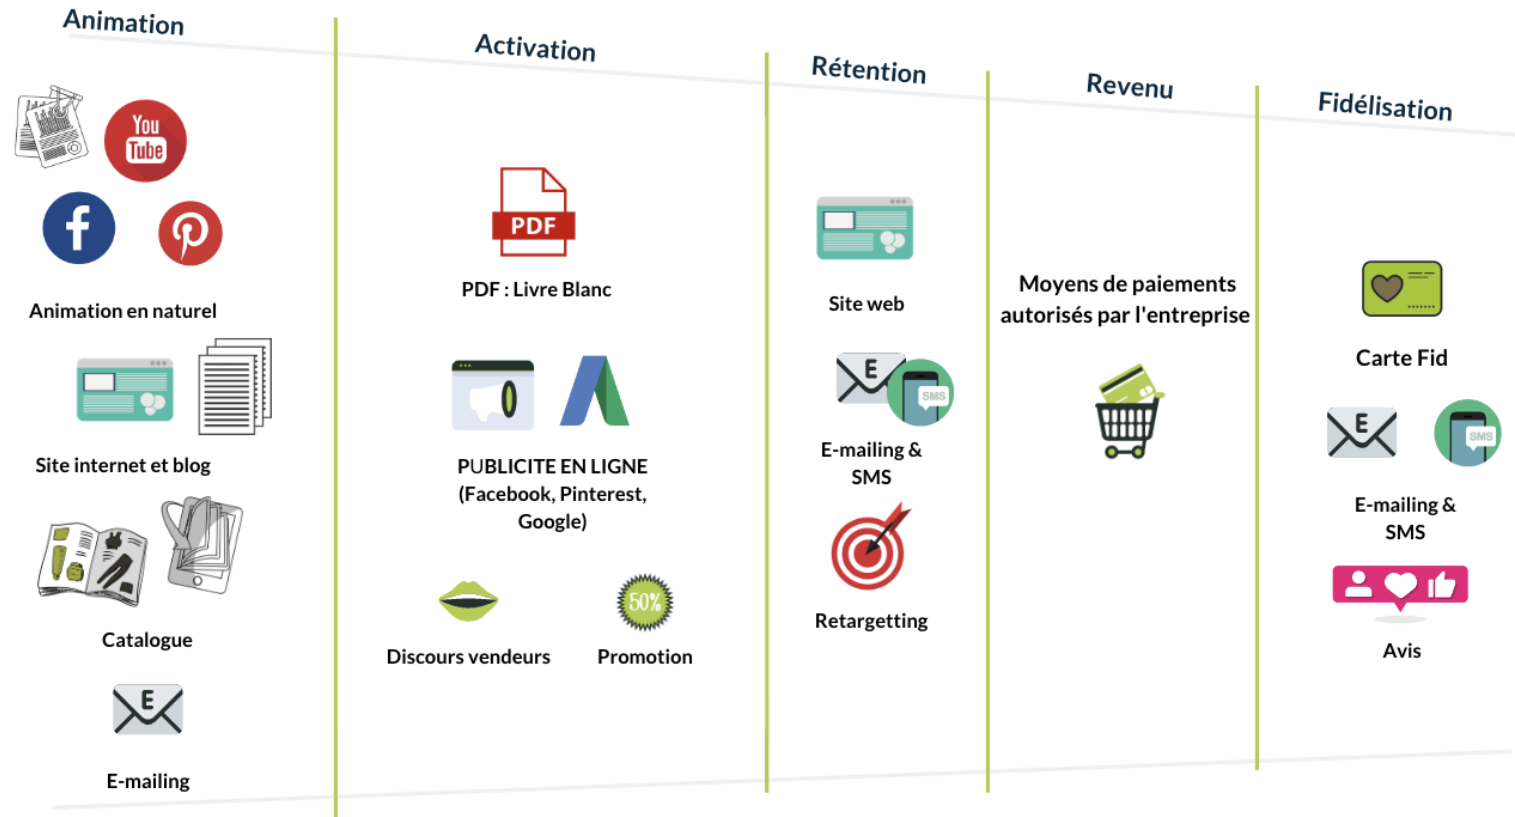 Animation
You
Tube
Animation en naturel
Site internet et blog
Catalogue
E
E-mailing
Activation
PDF
PDF : Livre Blanc
PUBLICITE EN LIGNE
(Facebook, Pinterest,
Google)
50%
Discours vendeurs
Promotion
Rétention
Site web
E
SMS
E-mailing &
SMS
Retargetting
Revenu
Moyens de paiements
autorisés par l'entreprise
Fidélisation
Carte Fid
E
SMS
E-mailing &
SMS
Avis